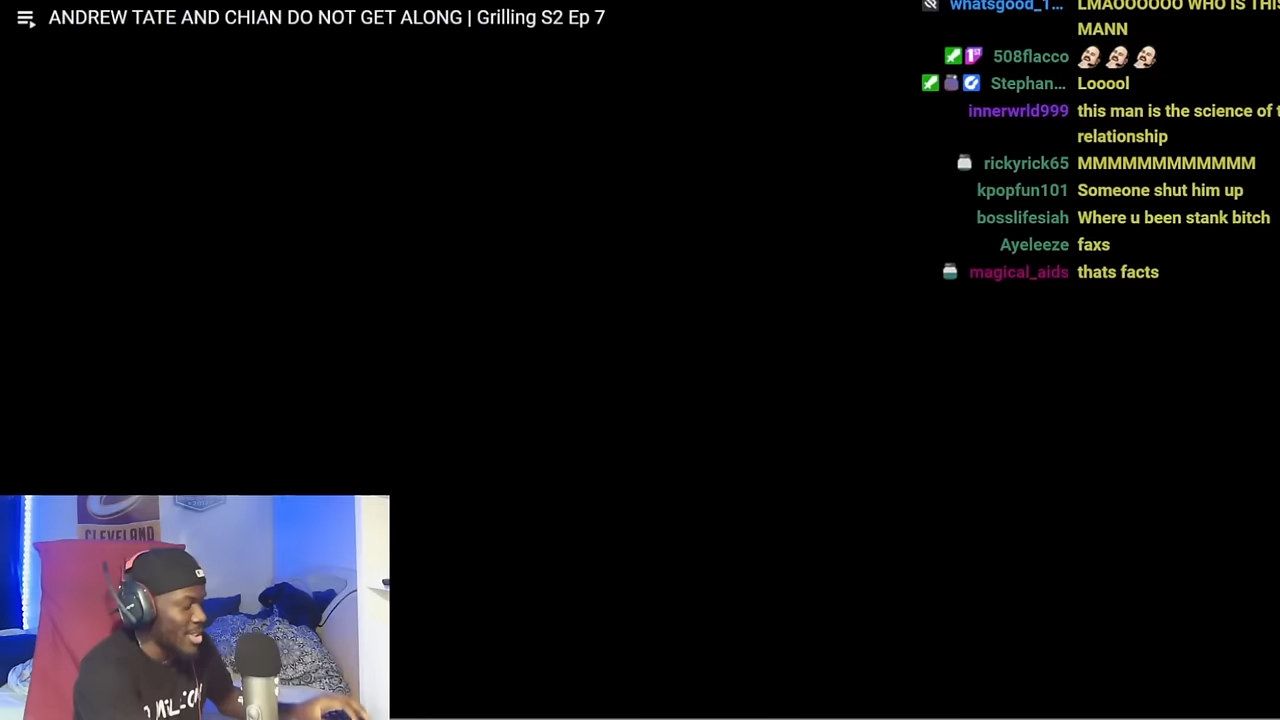 ANDREW TATE AND CHIAN DO NOT GET ALONG | Grilling S2 Ep 7
whatsgood_1... LMAOOOOOO WHO IS THIS
MANN
508flacco
Stephan... Looool
innerwrld999 this man is the science of
relationship
rickyrick65 MMMMMMMMMMMM
kpopfun101 Someone shut him up
bosslifesiah Where u been stank bitch
Ayeleeze faxs
magical_aids thats facts
CLEVELAND